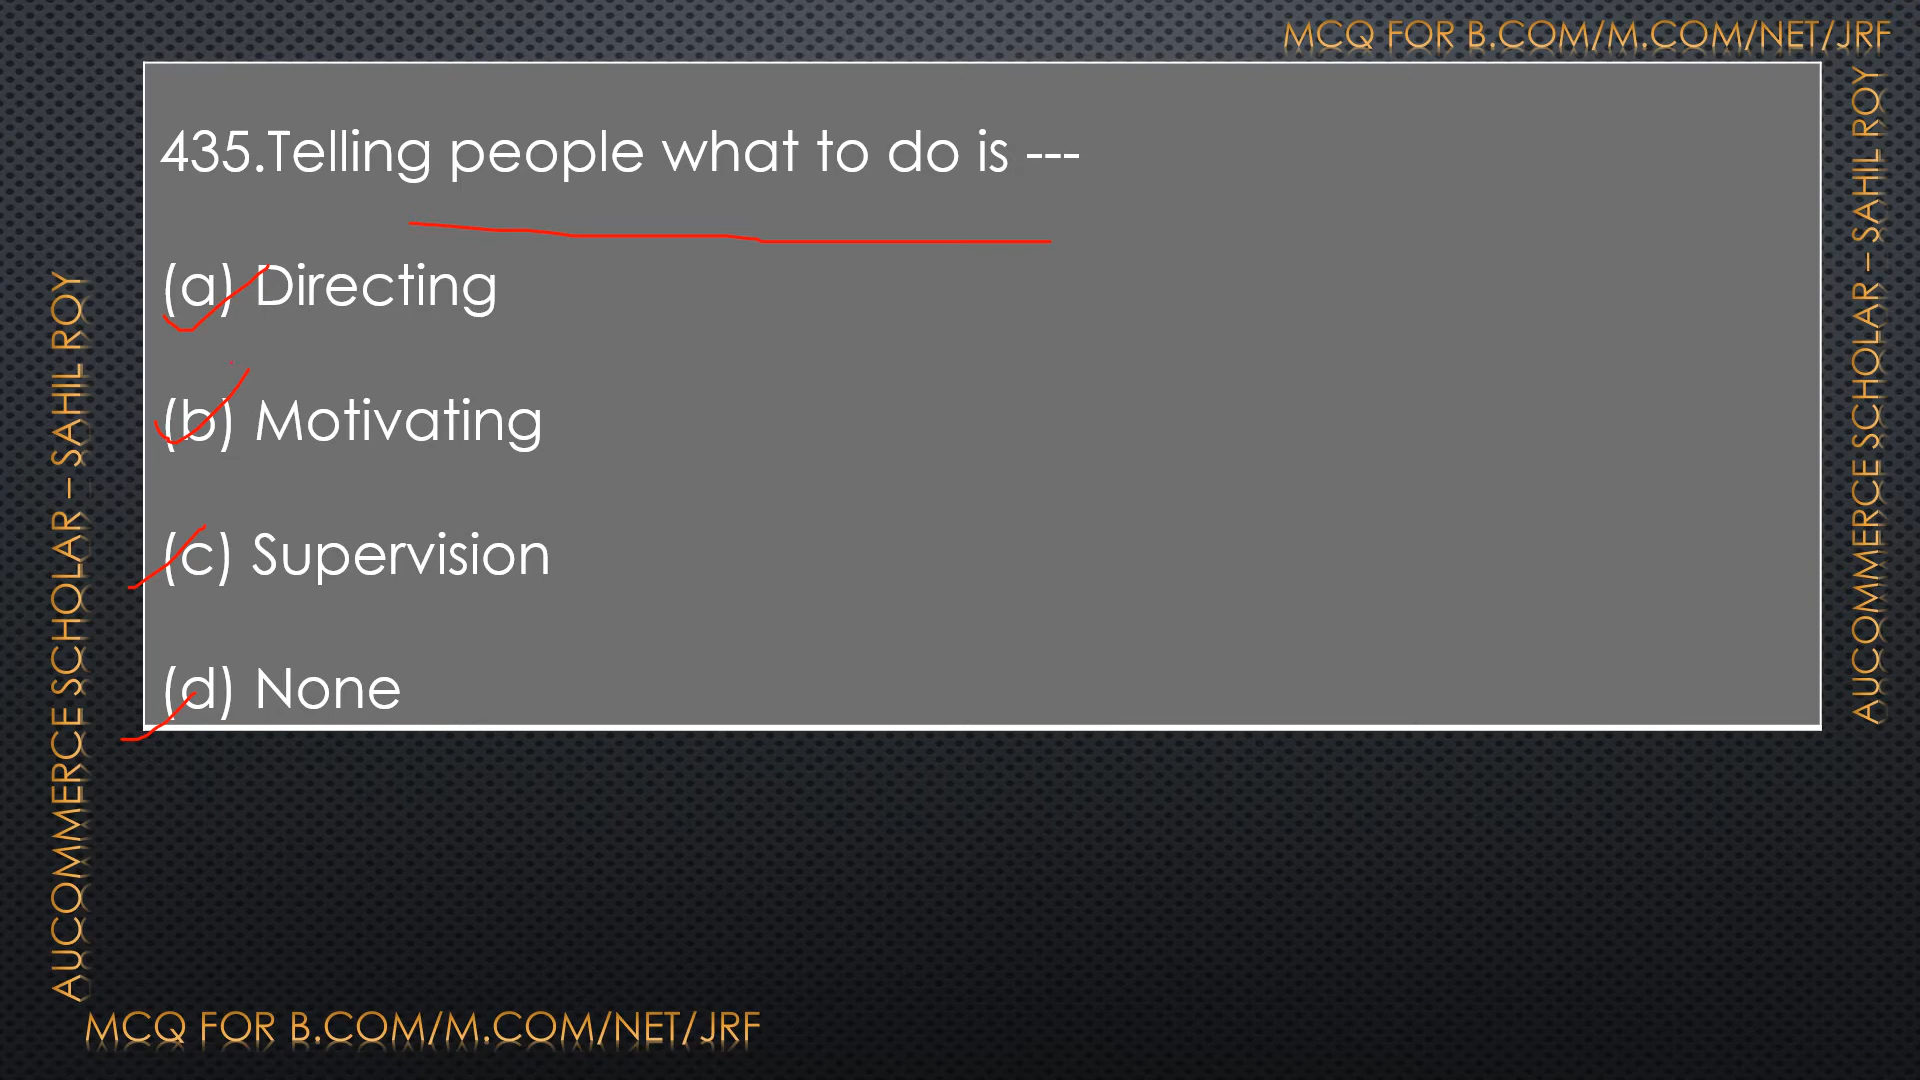 MCQ FOR B.COM/M.COM/NET/JRF
435.Telling people what to do is ---
(a) Directing
(b) Motivating
(c) Supervision
(d) None
AUCOMMERCE SCHOLAR – SAHIL ROY
AUCOMMERCE SCHOLAR – SAHIL ROY
MCQ FOR B.COM/M.COM/NET/JRF